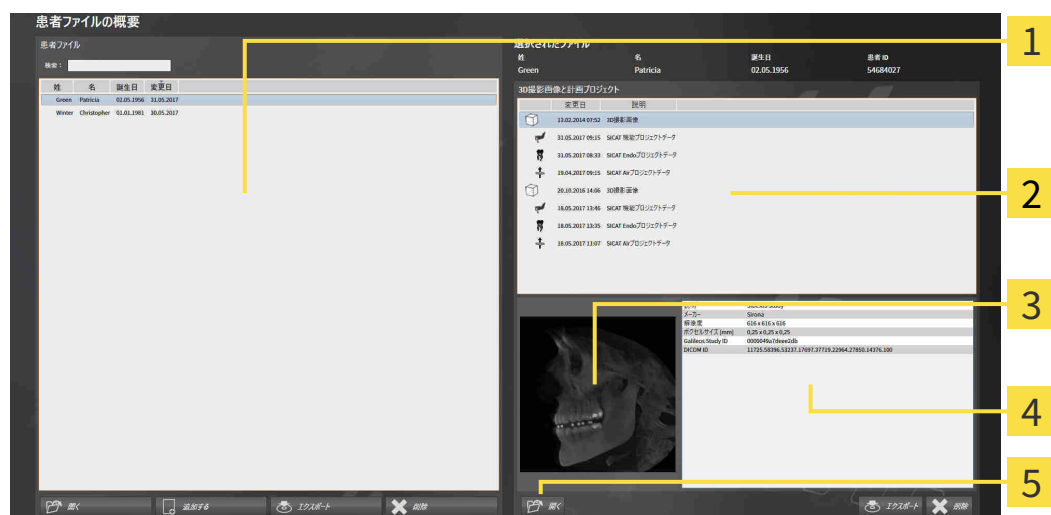 患者ファイルの概要
患者ファイル
検索：
姓 名 誕生日 変更日
Green Patricia 02.05.1956 31.05.2017
Winter Christopher 01.01.1981 30.05.2017
開く 追加する エクスポート 削除
選択されたファイル
姓 名 誕生日 患者 ID
Green Patricia 02.05.1956 54684027
3D撮影画像と計画プロジェクト
変更日 説明
13.02.2014 07:52 3D撮影画像
31.05.2017 09:15 SICAT 機能プロジェクトデータ
31.05.2017 08:33 SICAT Endoプロジェクトデータ
19.04.2017 09:15 SICAT Airプロジェクトデータ
20.10.2016 14:06 3D撮影画像
18.05.2017 13:46 SICAT 機能プロジェクトデータ
18.05.2017 13:35 SICAT Endoプロジェクトデータ
18.05.2017 11:07 SICAT Airプロジェクトデータ
メーカー Sirona
解像度 616 x 616 x 616
ボクセルサイズ [mm] 0,25 x 0,25 x 0,25
Galileos Study ID 0000049a7deee2db
DICOM ID 11725.58396.53237.17697.37719.22964.27850.14376.100
開く エクスポート 削除
1
2
3
4
5